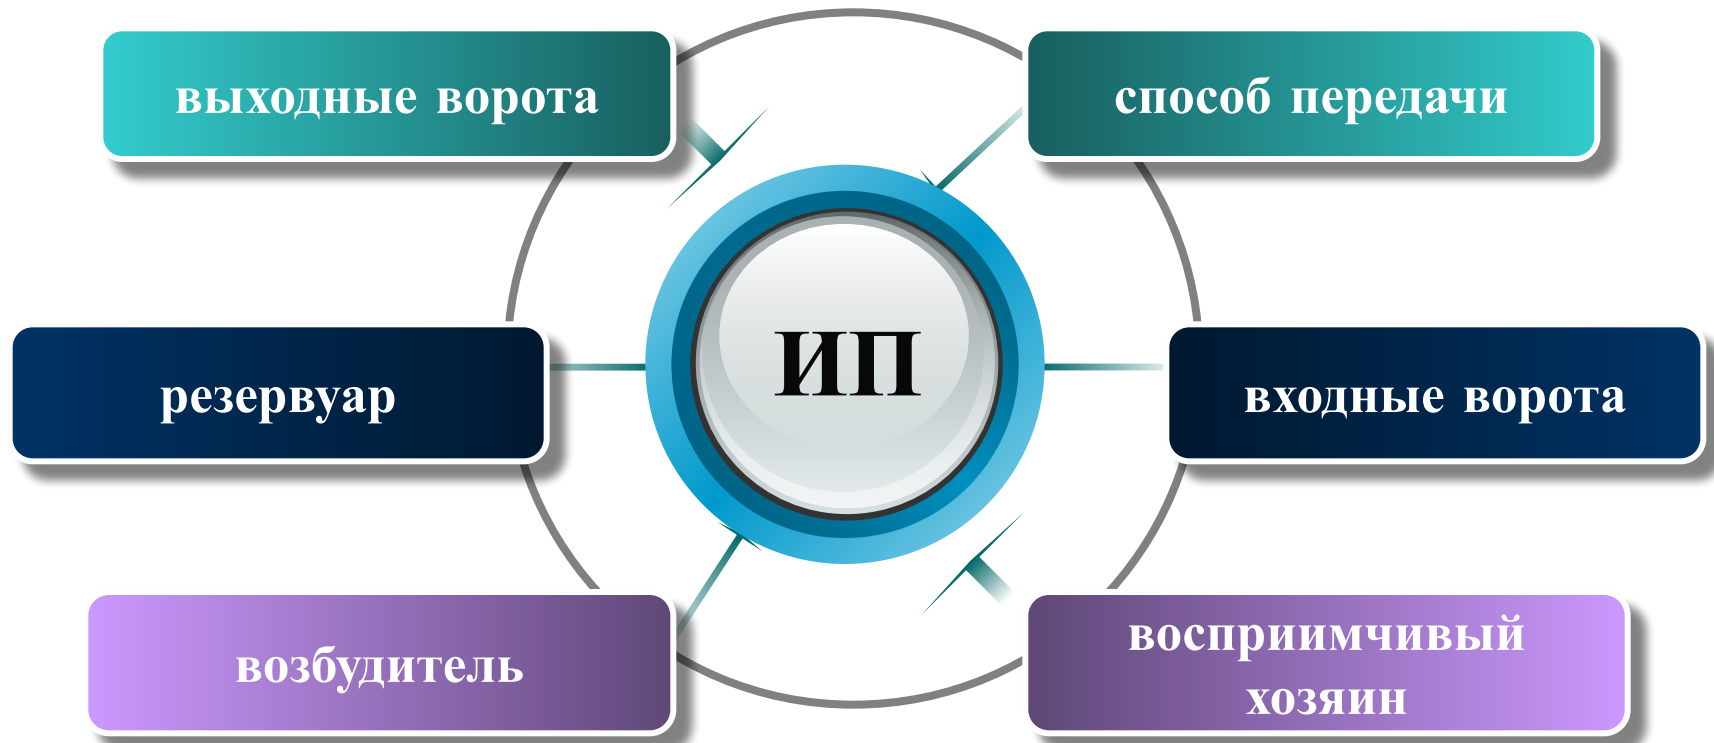 выходные ворота
способ передачи
ИП
резервуар
входные ворота
возбудитель
восприимчивый
хозяин